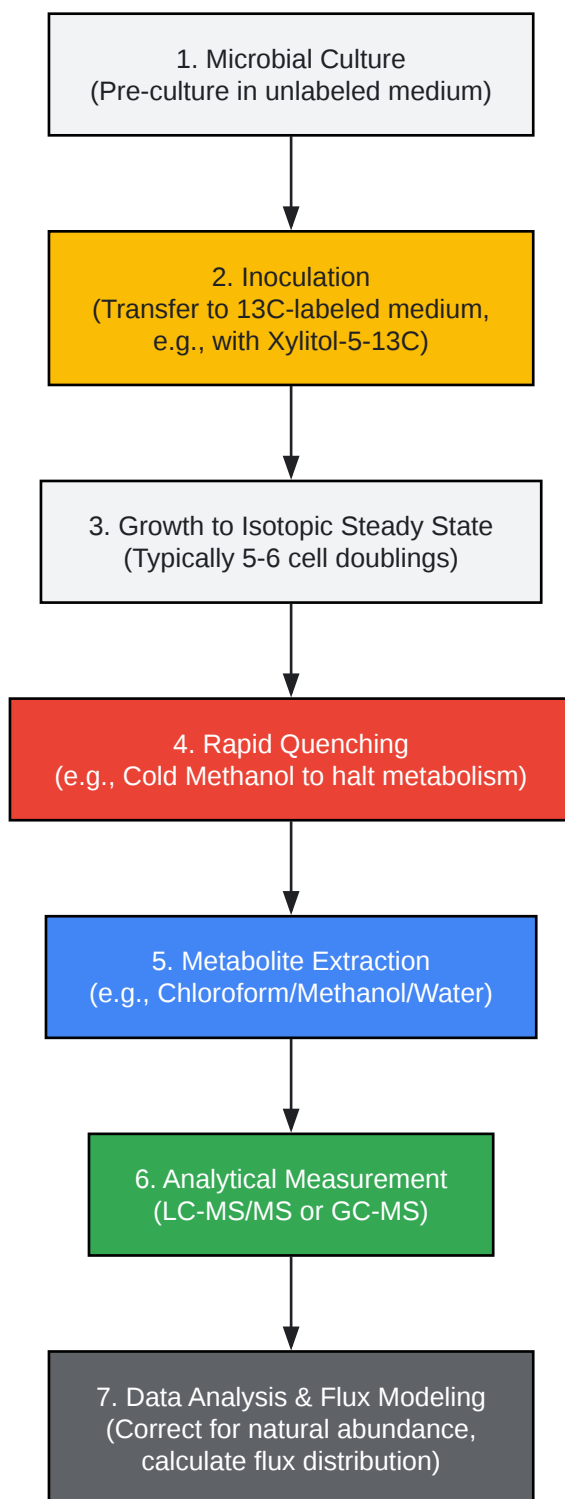 1. Microbial Culture
(Pre-culture in unlabeled medium)
2. Inoculation
(Transfer to 13C-labeled medium,
e.g., with Xylitol-5-13C)
3. Growth to Isotopic Steady State
(Typically 5-6 cell doublings)
4. Rapid Quenching
(e.g., Cold Methanol to halt metabolism)
5. Metabolite Extraction
(e.g., Chloroform/Methanol/Water)
6. Analytical Measurement
(LC-MS/MS or GC-MS)
7. Data Analysis & Flux Modeling
(Correct for natural abundance,
calculate flux distribution)